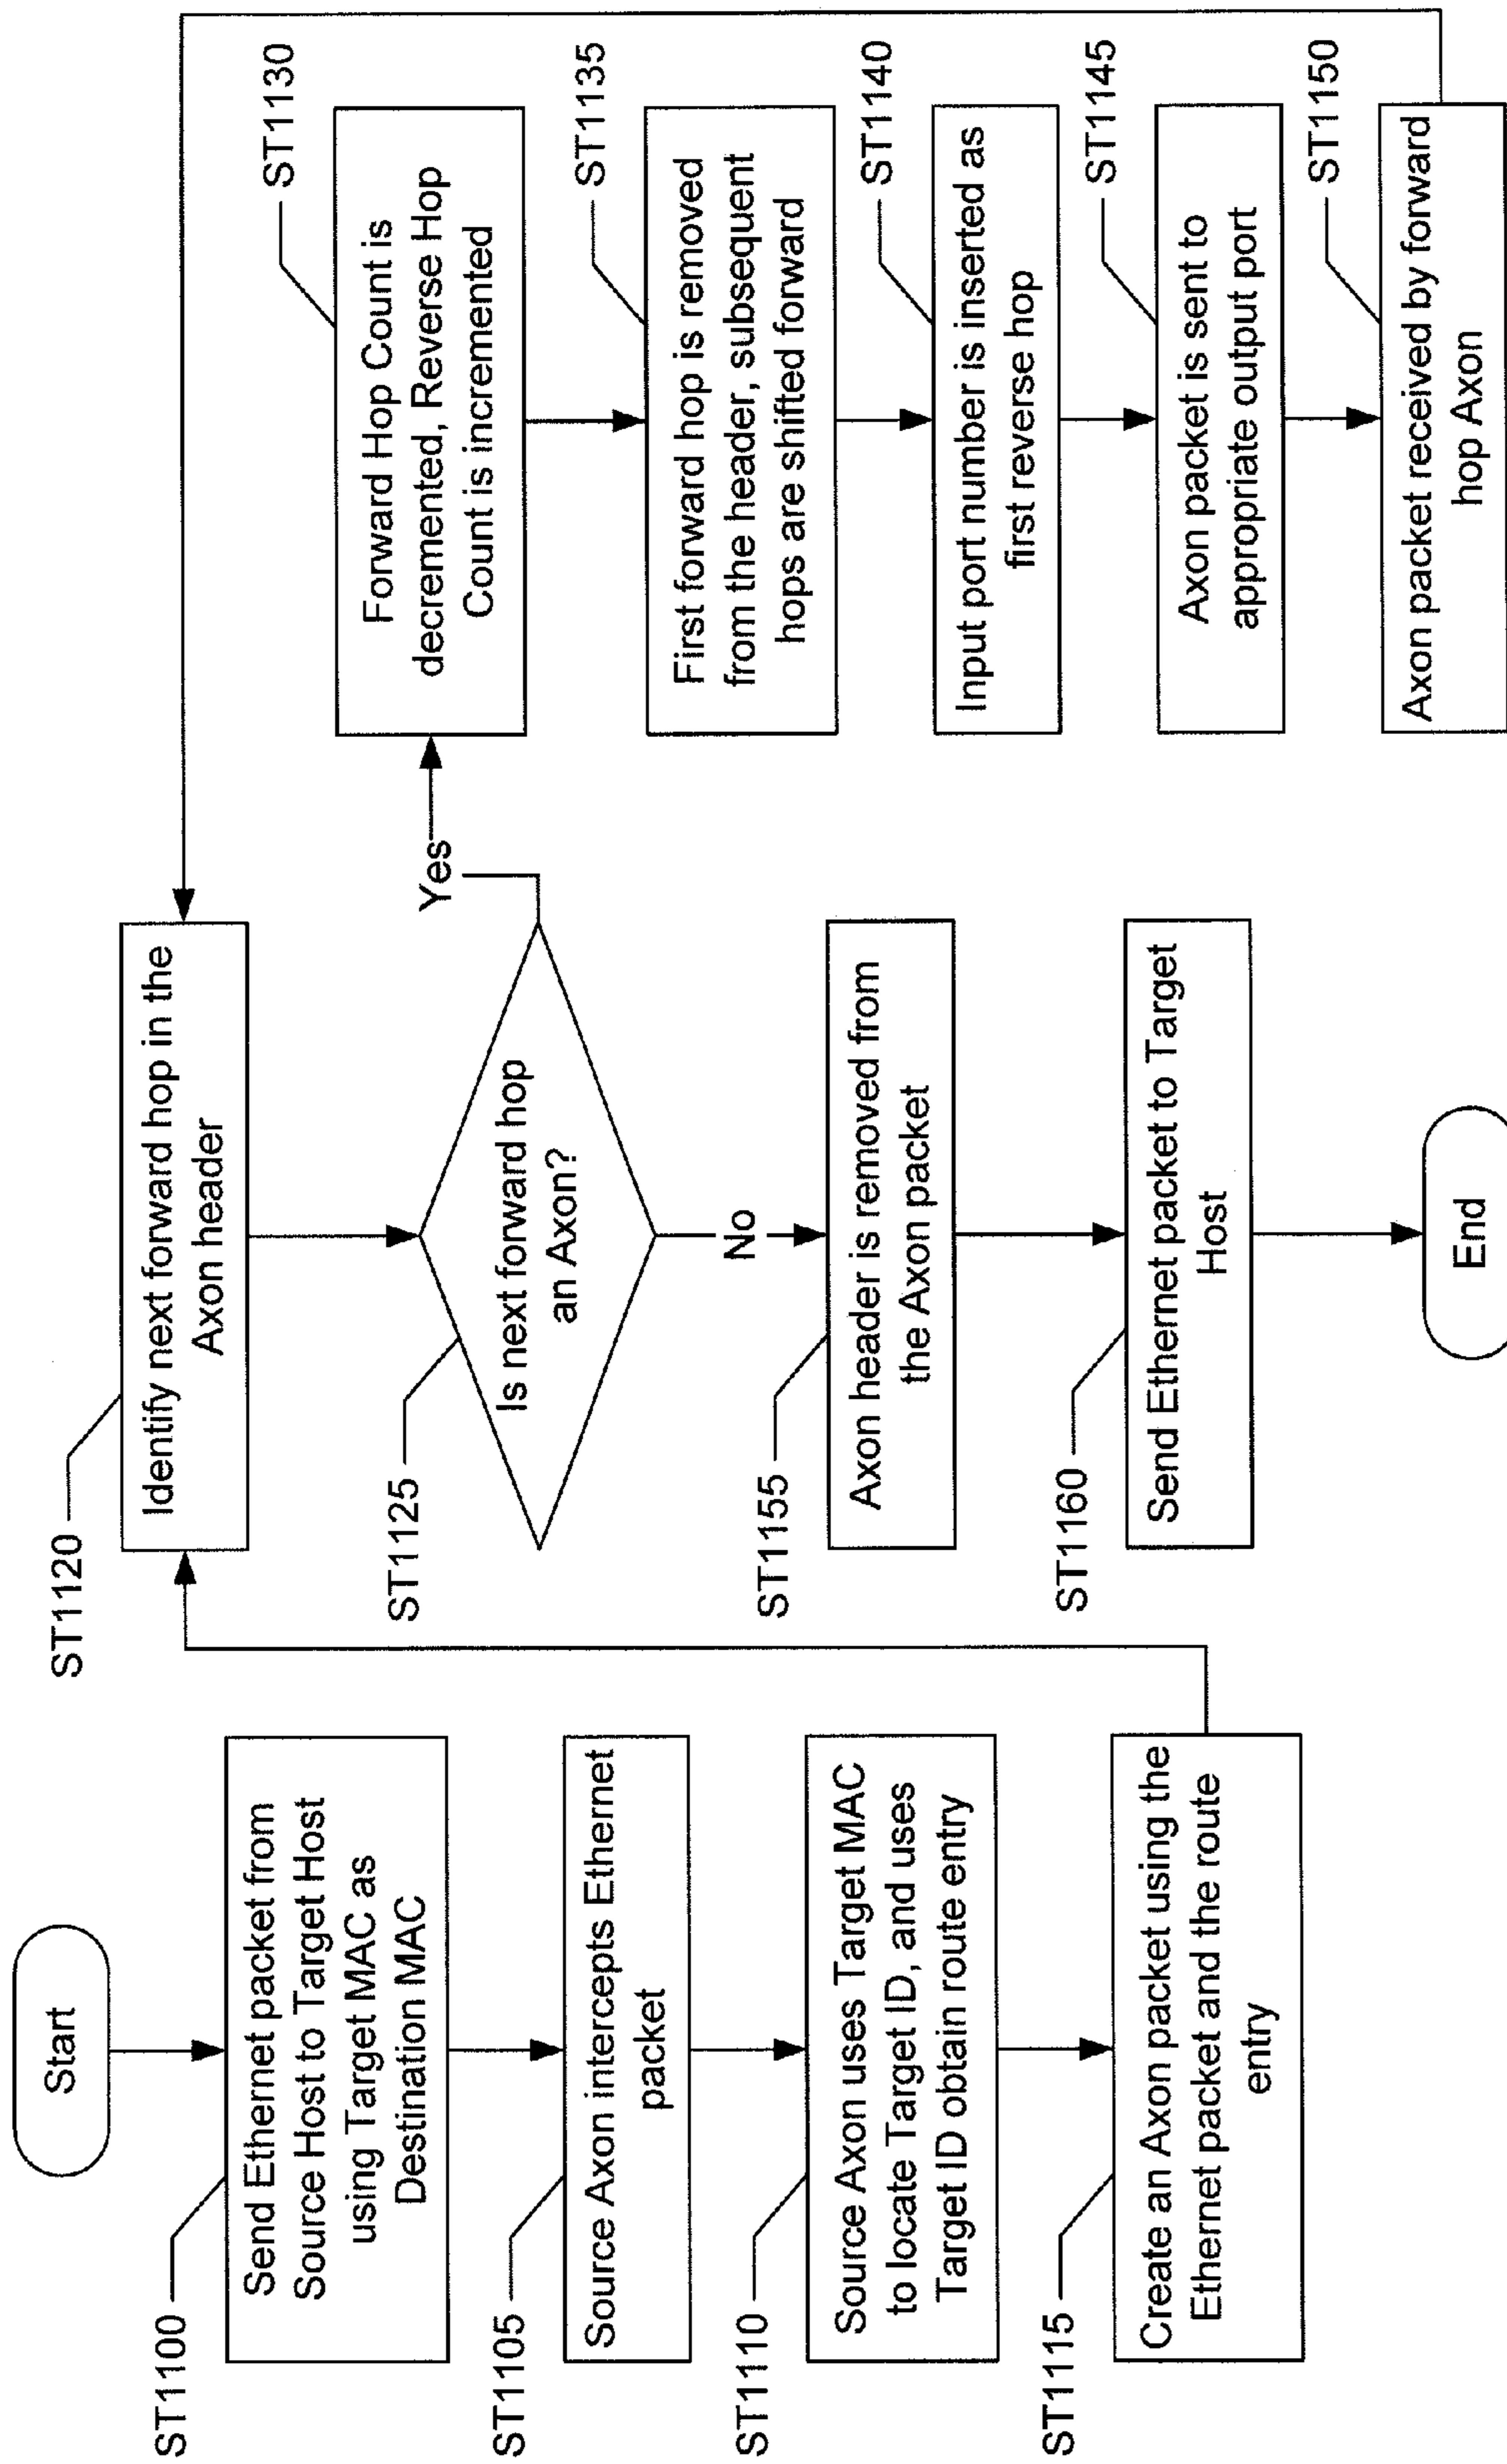 Start
ST1100
Send Ethernet packet from
Source Host to Target Host
using Target MAC as
Destination MAC
ST1105
Source Axon intercepts Ethernet
packet
ST1110
Source Axon uses Target MAC
to locate Target ID, and uses
Target ID obtain route entry
ST1115
Create an Axon packet using the
Ethernet packet and the route
entry
ST1120
Identify next forward hop in the
Axon header
ST1125
Is next forward hop
an Axon?
Yes
No
ST1155
Axon header is removed from
the Axon packet
ST1160
Send Ethernet packet to Target
Host
End
ST1130
Forward Hop Count is
decremented, Reverse Hop
Count is incremented
ST1135
First forward hop is removed
from the header, subsequent
hops are shifted forward
ST1140
Input port number is inserted as
first reverse hop
ST1145
Axon packet is sent to
appropriate output port
ST1150
Axon packet received by forward
hop Axon